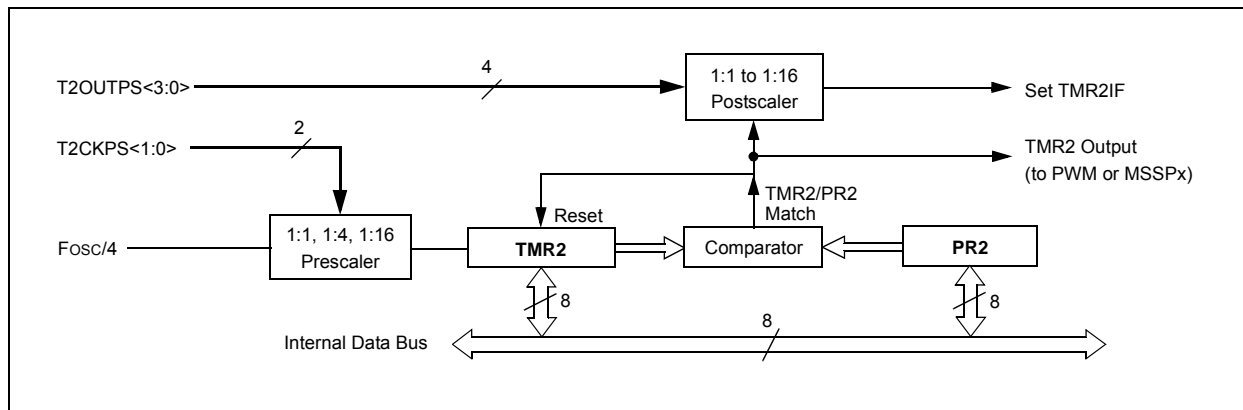 T2OUTPS<3:0>
4
1:1 to 1:16
Postscaler
Set TMR2IF
T2CKPS<1:0>
2
TMR2 Output
(to PWM or MSSPx)
TMR2/PR2
Match
Reset
FOSC/4
1:1, 1:4, 1:16
Prescaler
TMR2
Comparator
PR2
8
8
Internal Data Bus
8